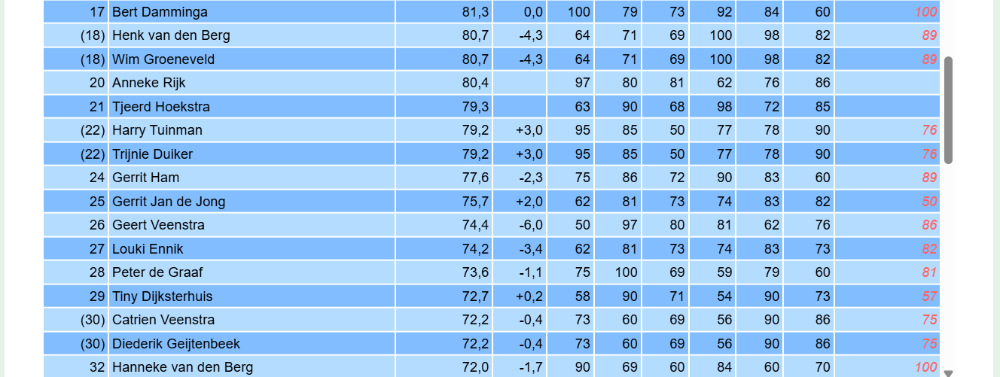 17 Bert Damminga 81,3 0,0 100 79 73 92 84 60 100
(18) Henk van den Berg 80,7 -4,3 64 71 69 100 98 82 89
(18) Wim Groeneveld 80,7 -4,3 64 71 69 100 98 82 89
20 Anneke Rijk 80,4 97 80 81 62 76 86
21 Tjeerd Hoekstra 79,3 63 90 68 98 72 85
(22) Harry Tuinman 79,2 +3,0 95 85 50 77 78 90 76
(22) Trijnie Duiker 79,2 +3,0 95 85 50 77 78 90 76
24 Gerrit Ham 77,6 -2,3 75 86 72 90 83 60 89
25 Gerrit Jan de Jong 75,7 +2,0 62 81 73 74 83 82 50
26 Geert Veenstra 74,4 -6,0 50 97 80 81 62 76 86
27 Louki Ennik 74,2 -3,4 62 81 73 74 83 73 82
28 Peter de Graaf 73,6 -1,1 75 100 69 59 79 60 81
29 Tiny Dijksterhuis 72,7 +0,2 58 90 71 54 90 73 57
(30) Catrien Veenstra 72,2 -0,4 73 60 69 56 90 86 75
(30) Diederik Geijtenbeek 72,2 -0,4 73 60 69 56 90 86 75
32 Hanneke van den Berg 72,0 -1,7 90 69 60 84 60 70 100